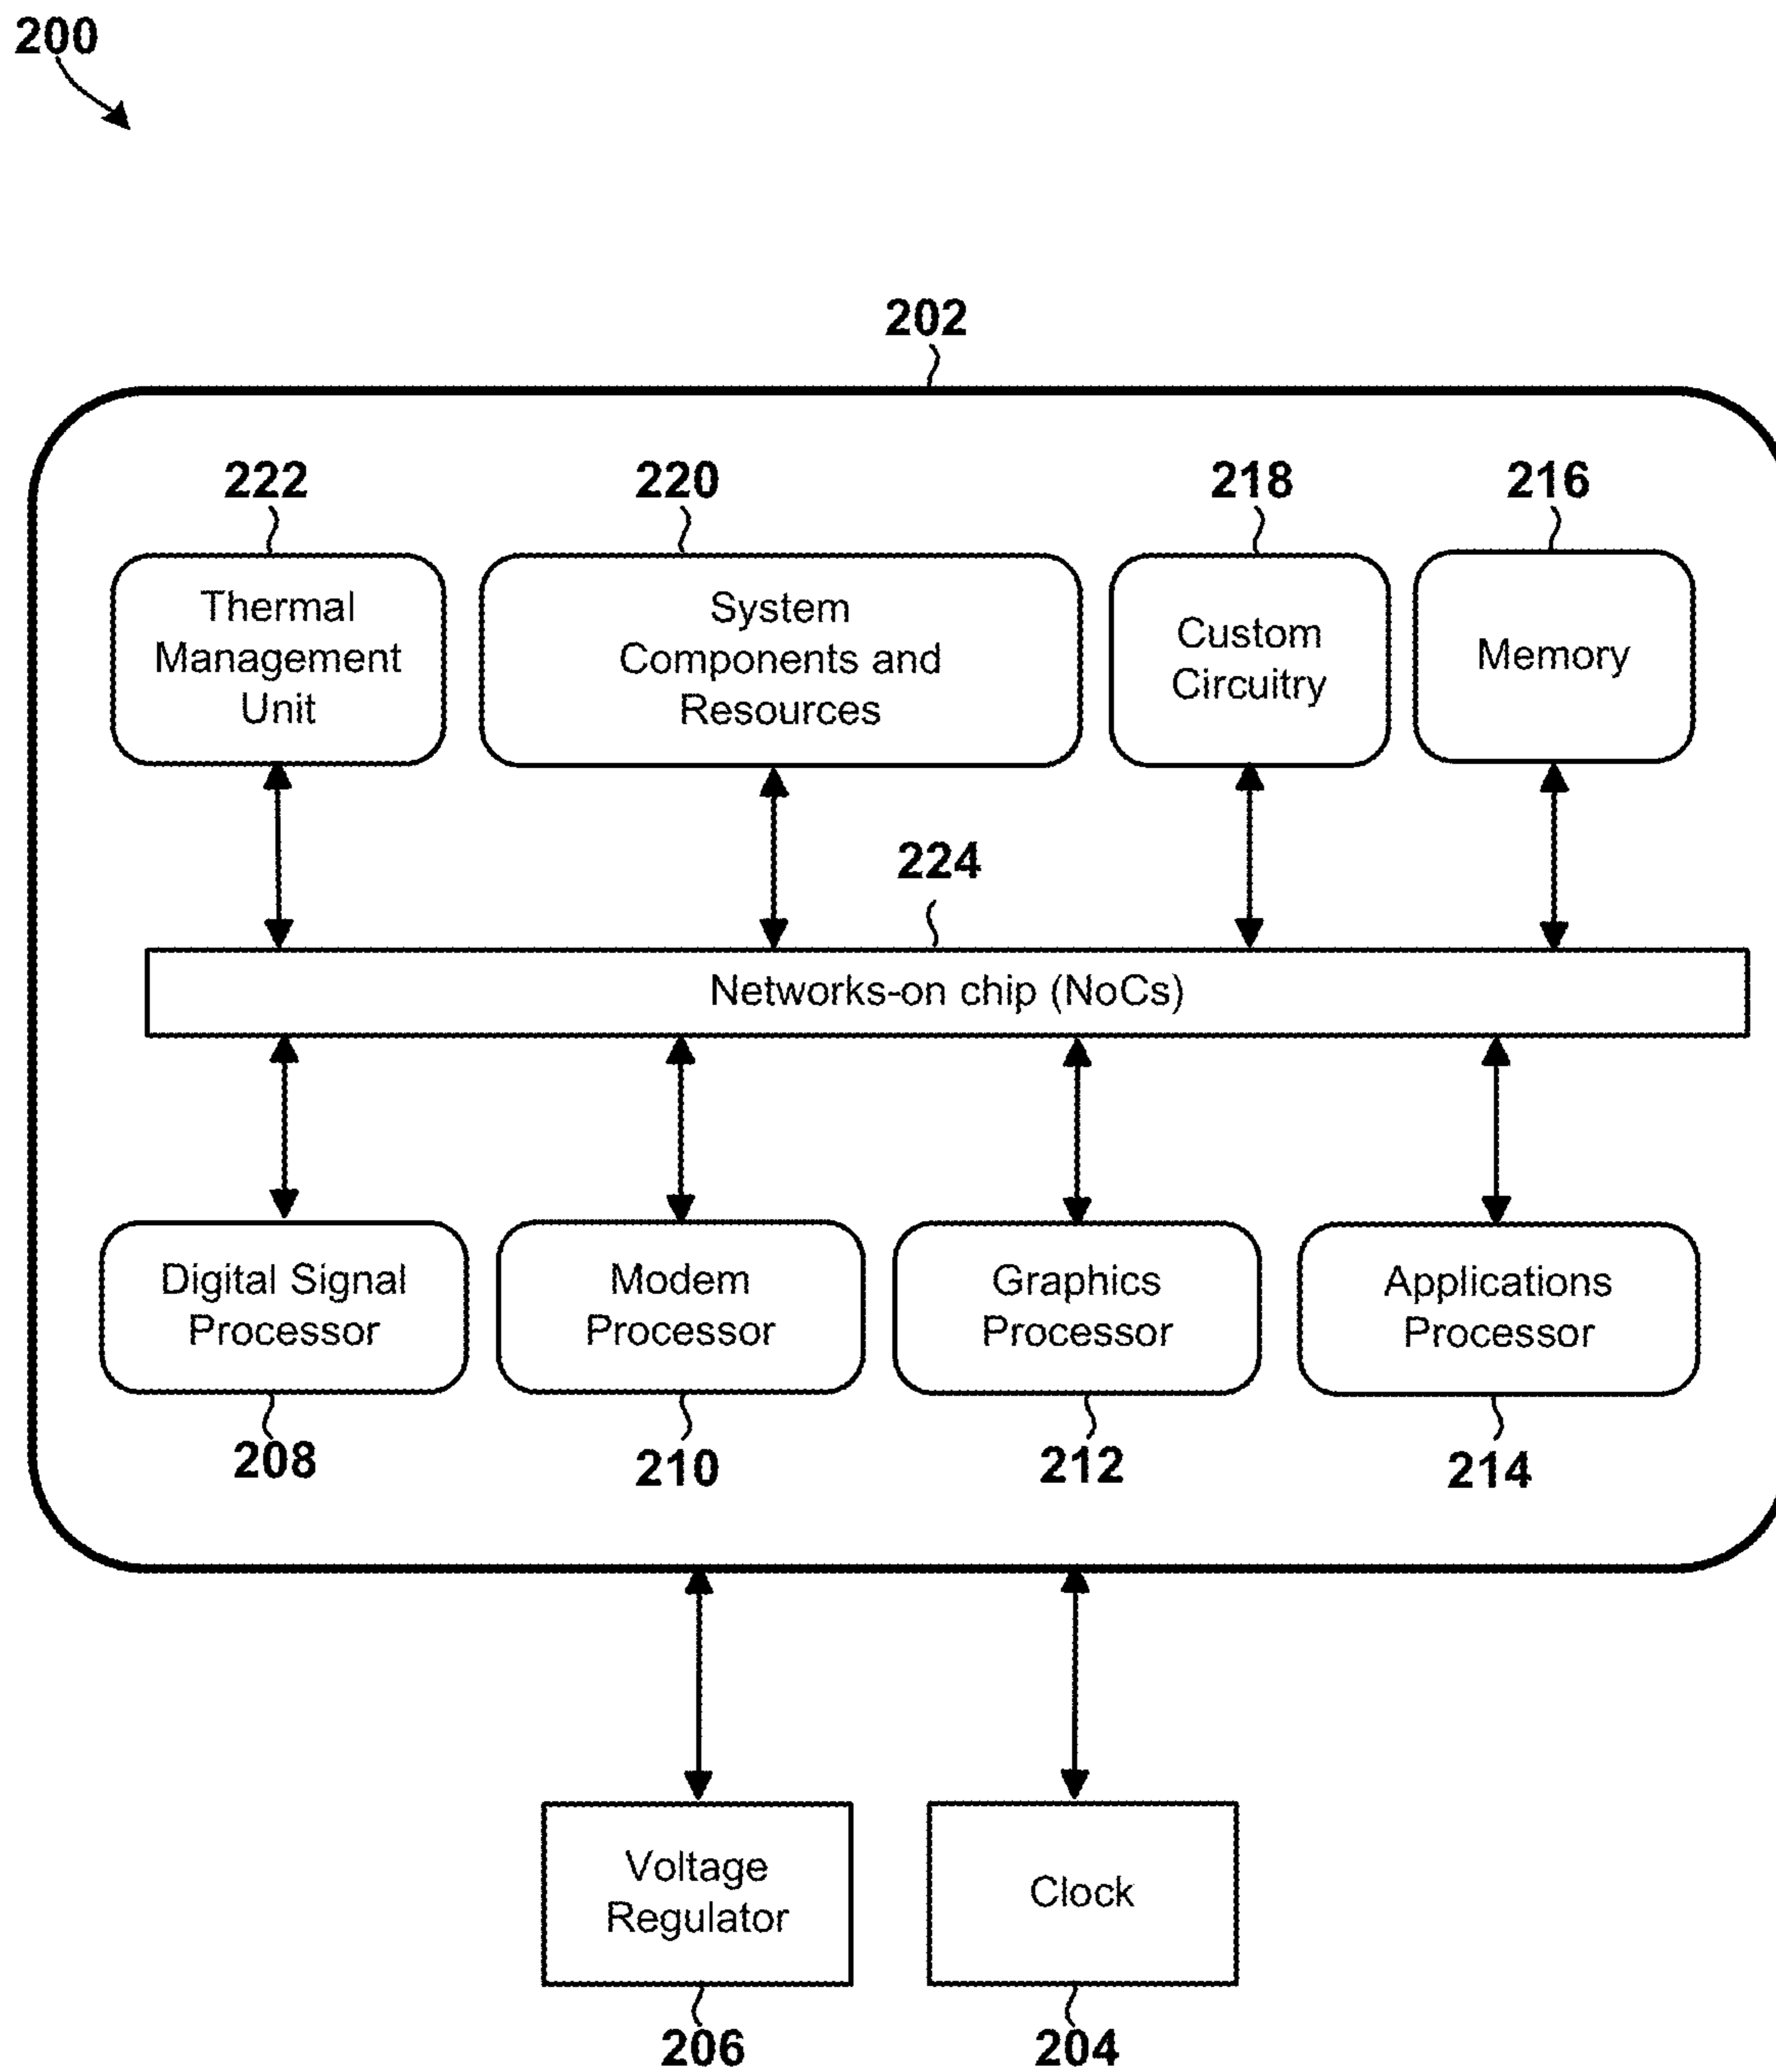 200
202
222
220
218
216
Thermal
Management
Unit
System
Components and
Resources
Custom
Circuitry
Memory
224
Networks-on chip (NoCs)
Digital Signal
Processor
Modem
Processor
Graphics
Processor
Applications
Processor
208
210
212
214
Voltage
Regulator
Clock
206
204